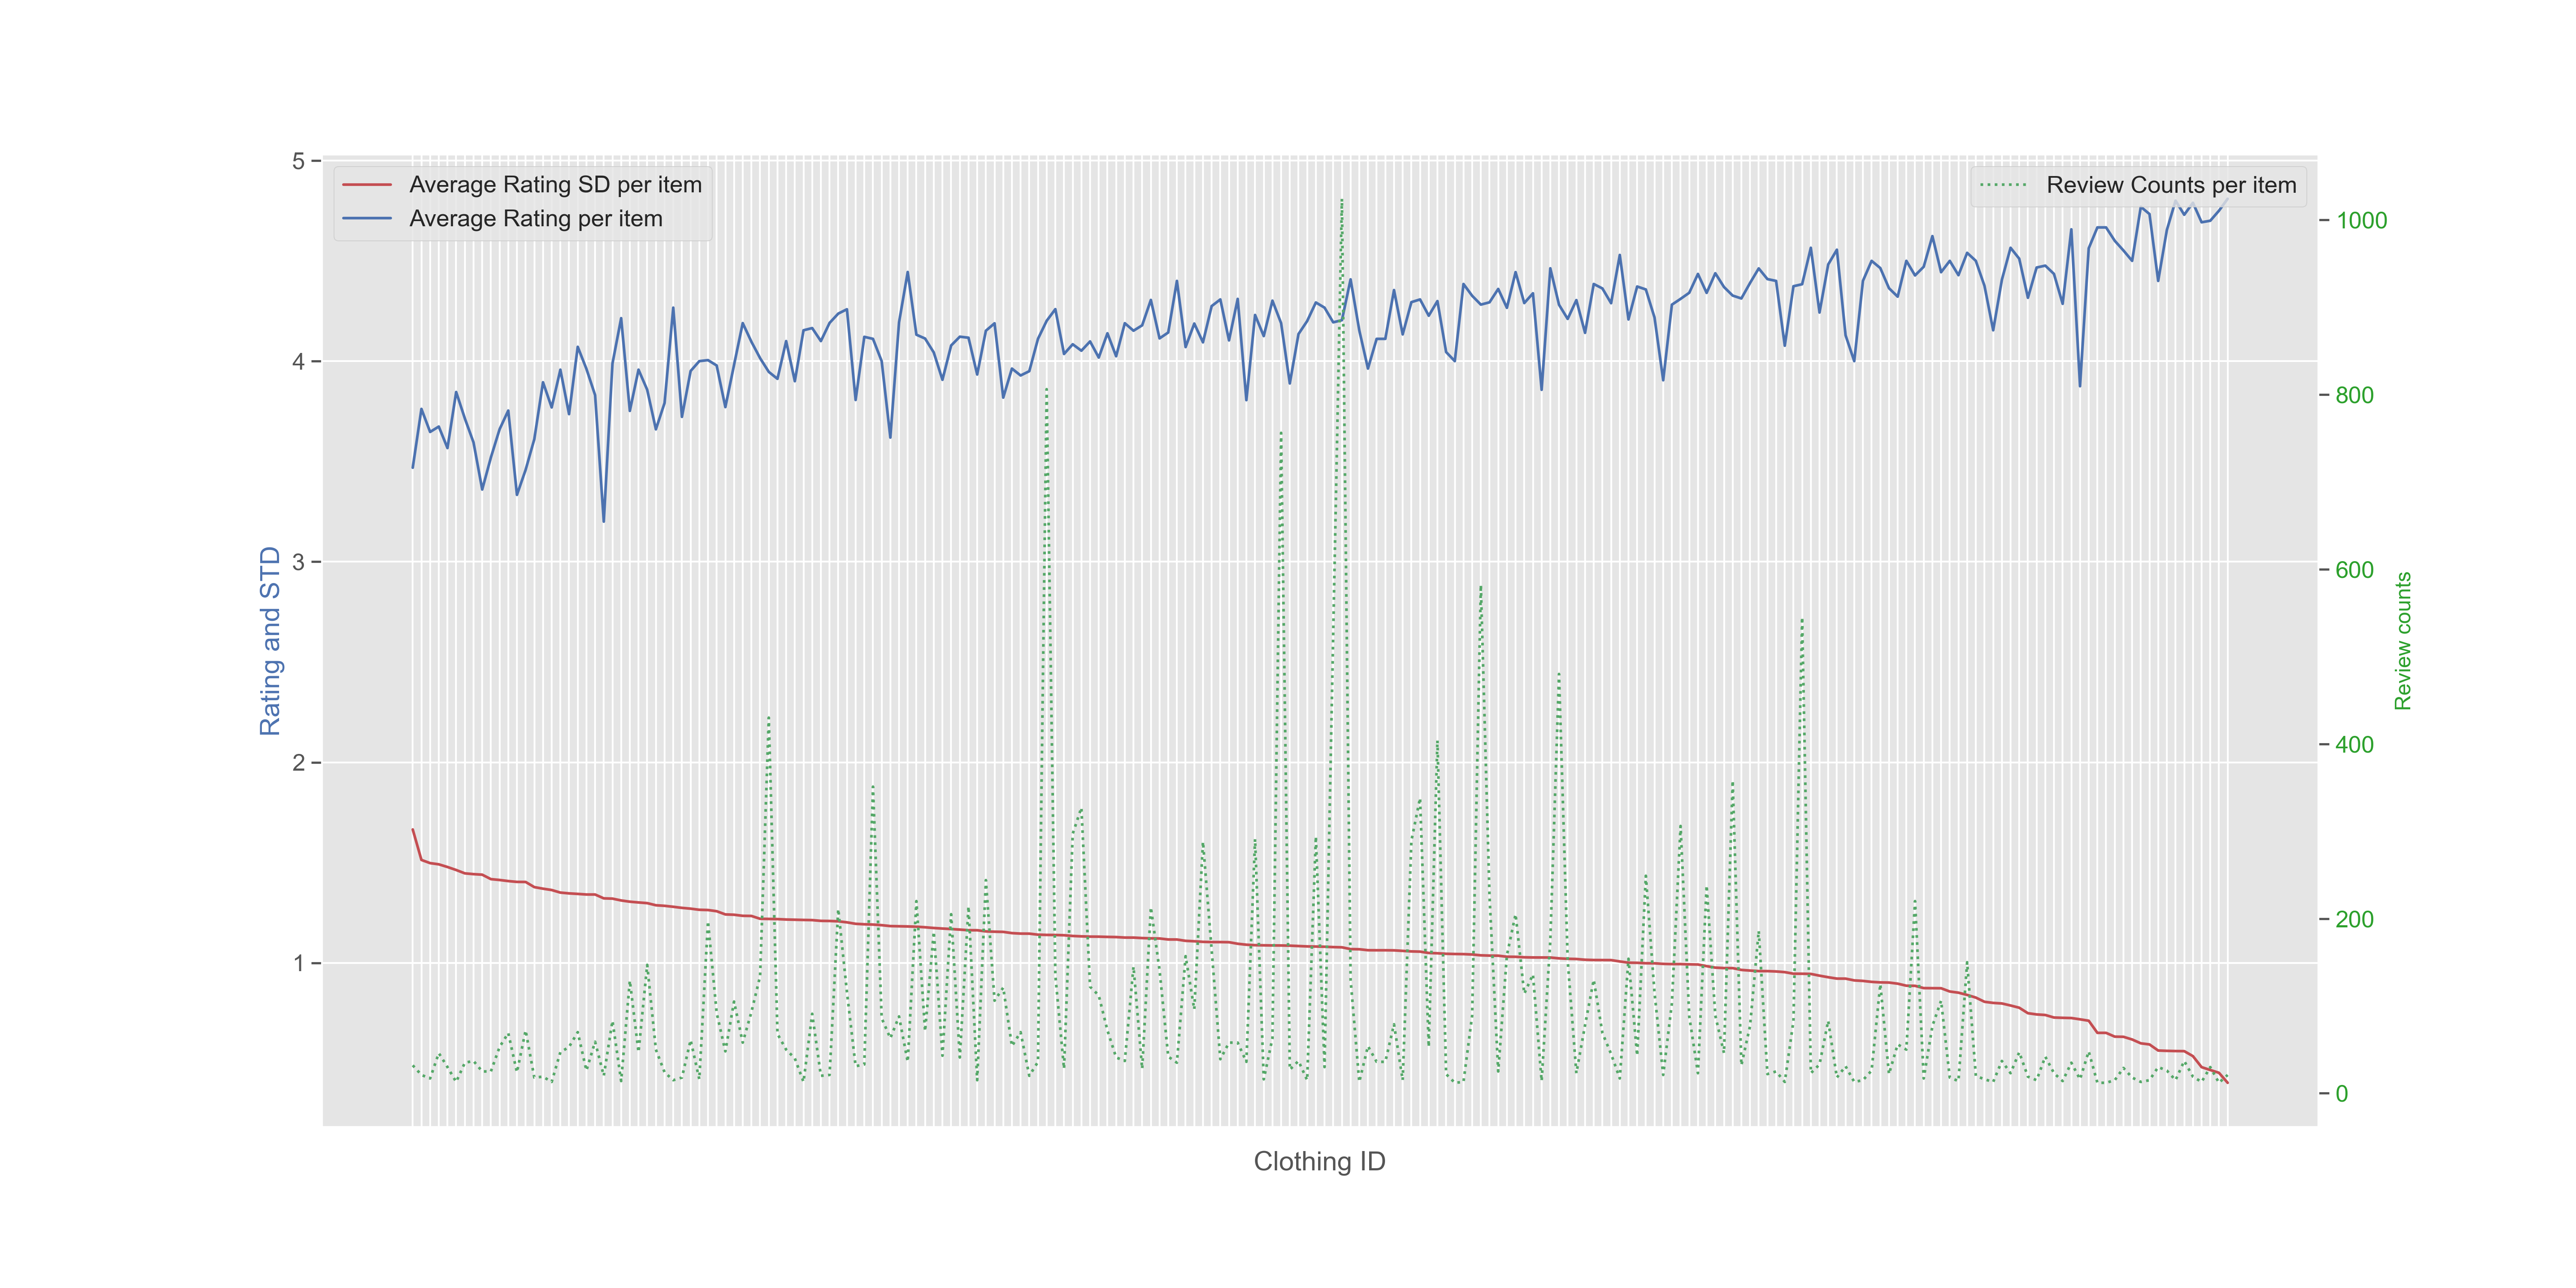 Average Rating SD per item
Average Rating per item
Review Counts per item
5
4
3
2
1
Rating and STD
1000
800
600
400
200
0
Review counts
Clothing ID